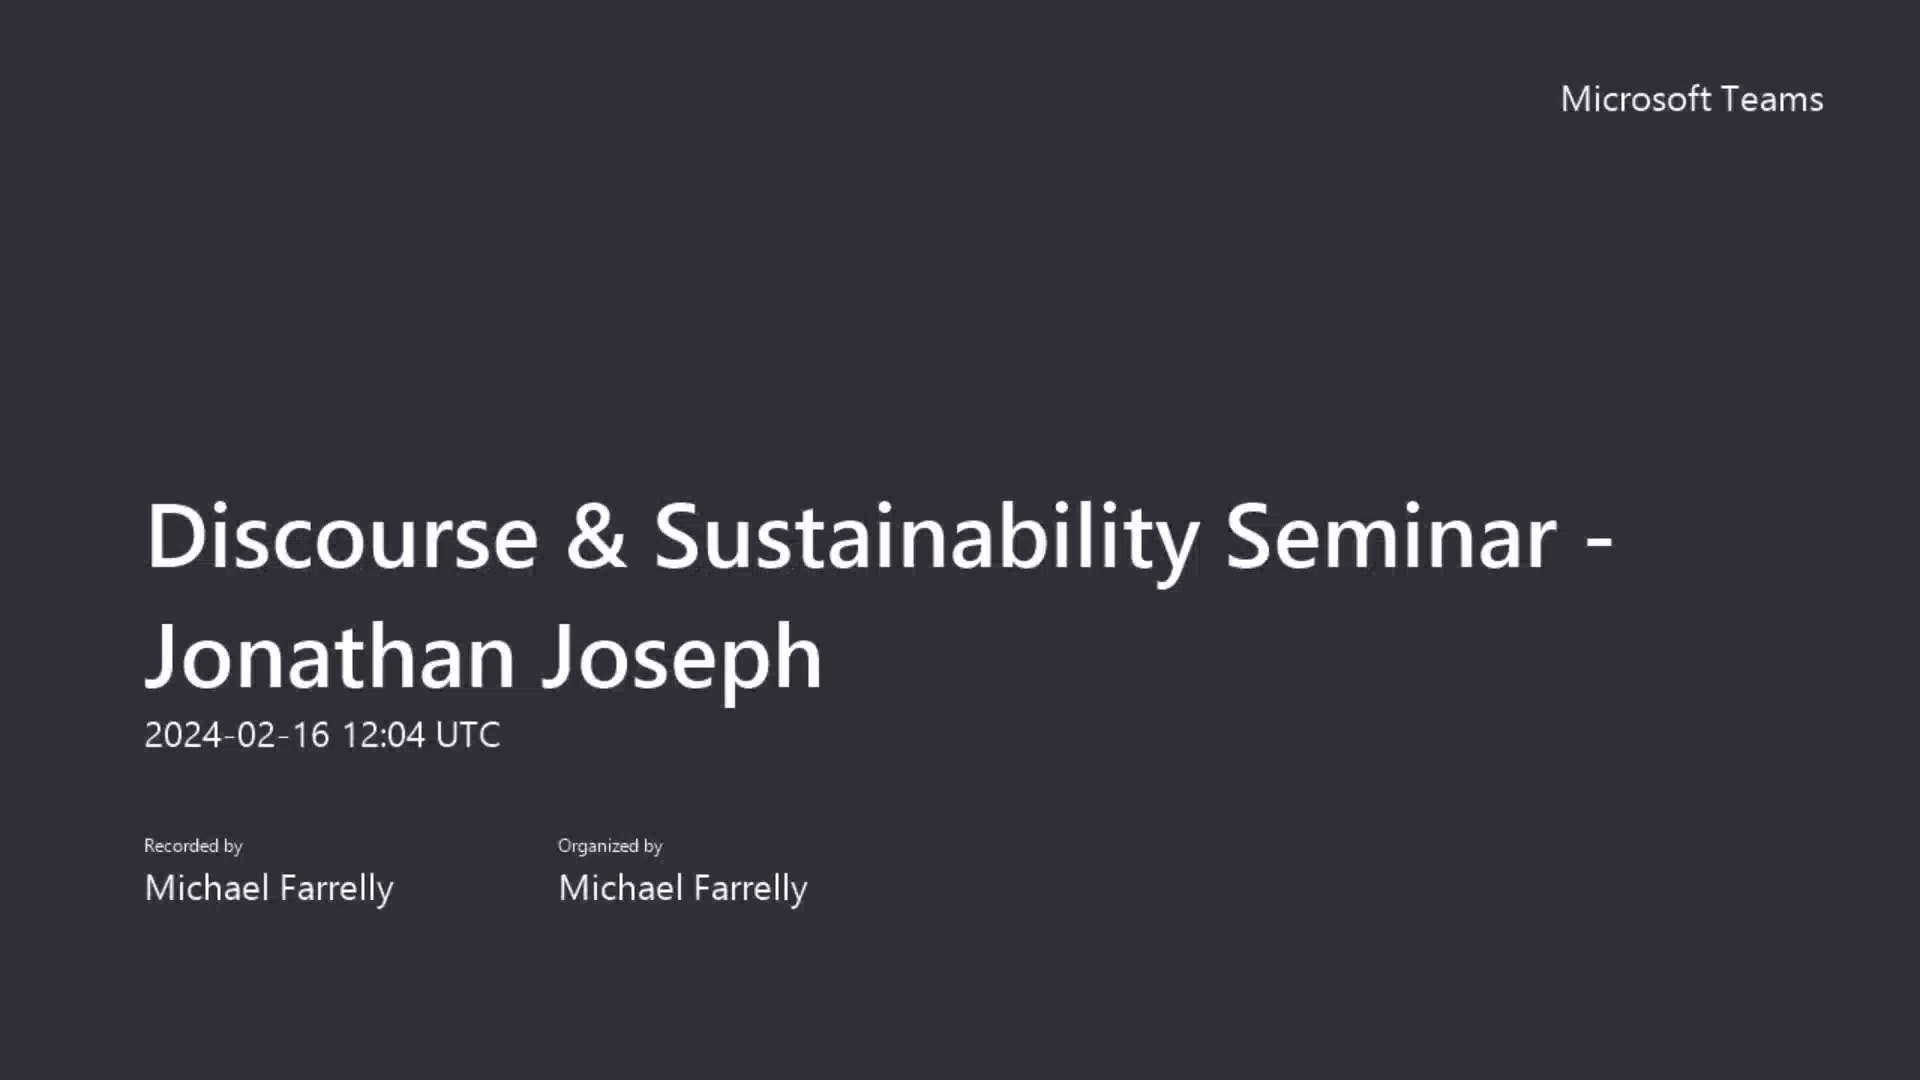 Microsoft Teams
Discourse & Sustainability Seminar -
Jonathan Joseph
2024-02-16 12:04 UTC
Recorded by
Michael Farrelly
Organized by
Michael Farrelly